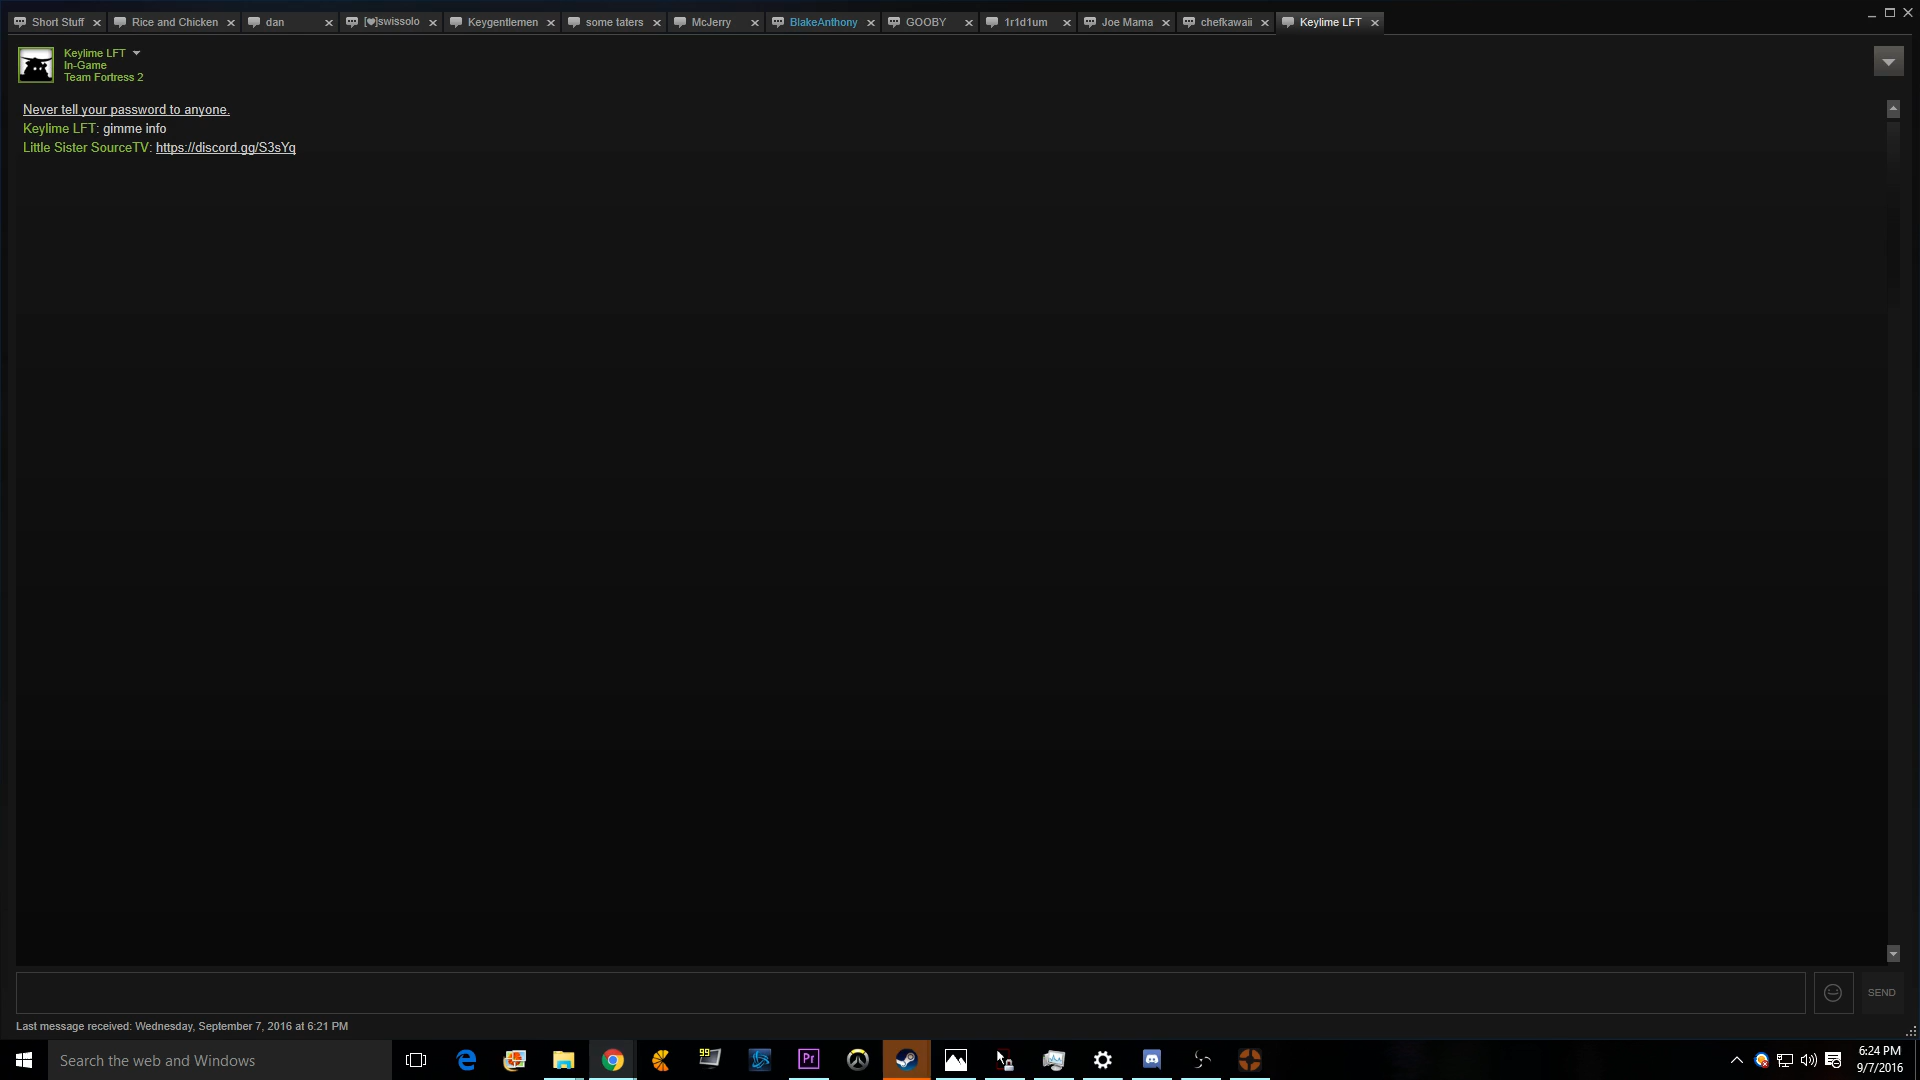 Short Stuff Rice and Chicken dan [❤]swissolo Keygentlemen some taters McJerry BlakeAnthony GOOBY 1r1d1um Joe Mama chefkawaii Keylime LFT
Keylime LFT
In-Game
Team Fortress 2
Never tell your password to anyone.
Keylime LFT: gimme info
Little Sister SourceTV: https://discord.gg/S3sYq
SEND
Last message received: Wednesday, September 7, 2016 at 6:21 PM
Search the web and Windows
99
Pr
6:24 PM
9/7/2016